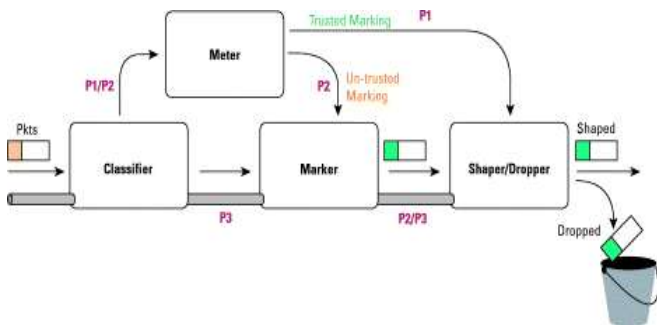 Trusted Marking P1
Meter
P1/P2
P2
Un-trusted
Marking
Pkts
Shaped
Classifier
Marker
Shaper/Dropper
P3
P2/P3
Dropped